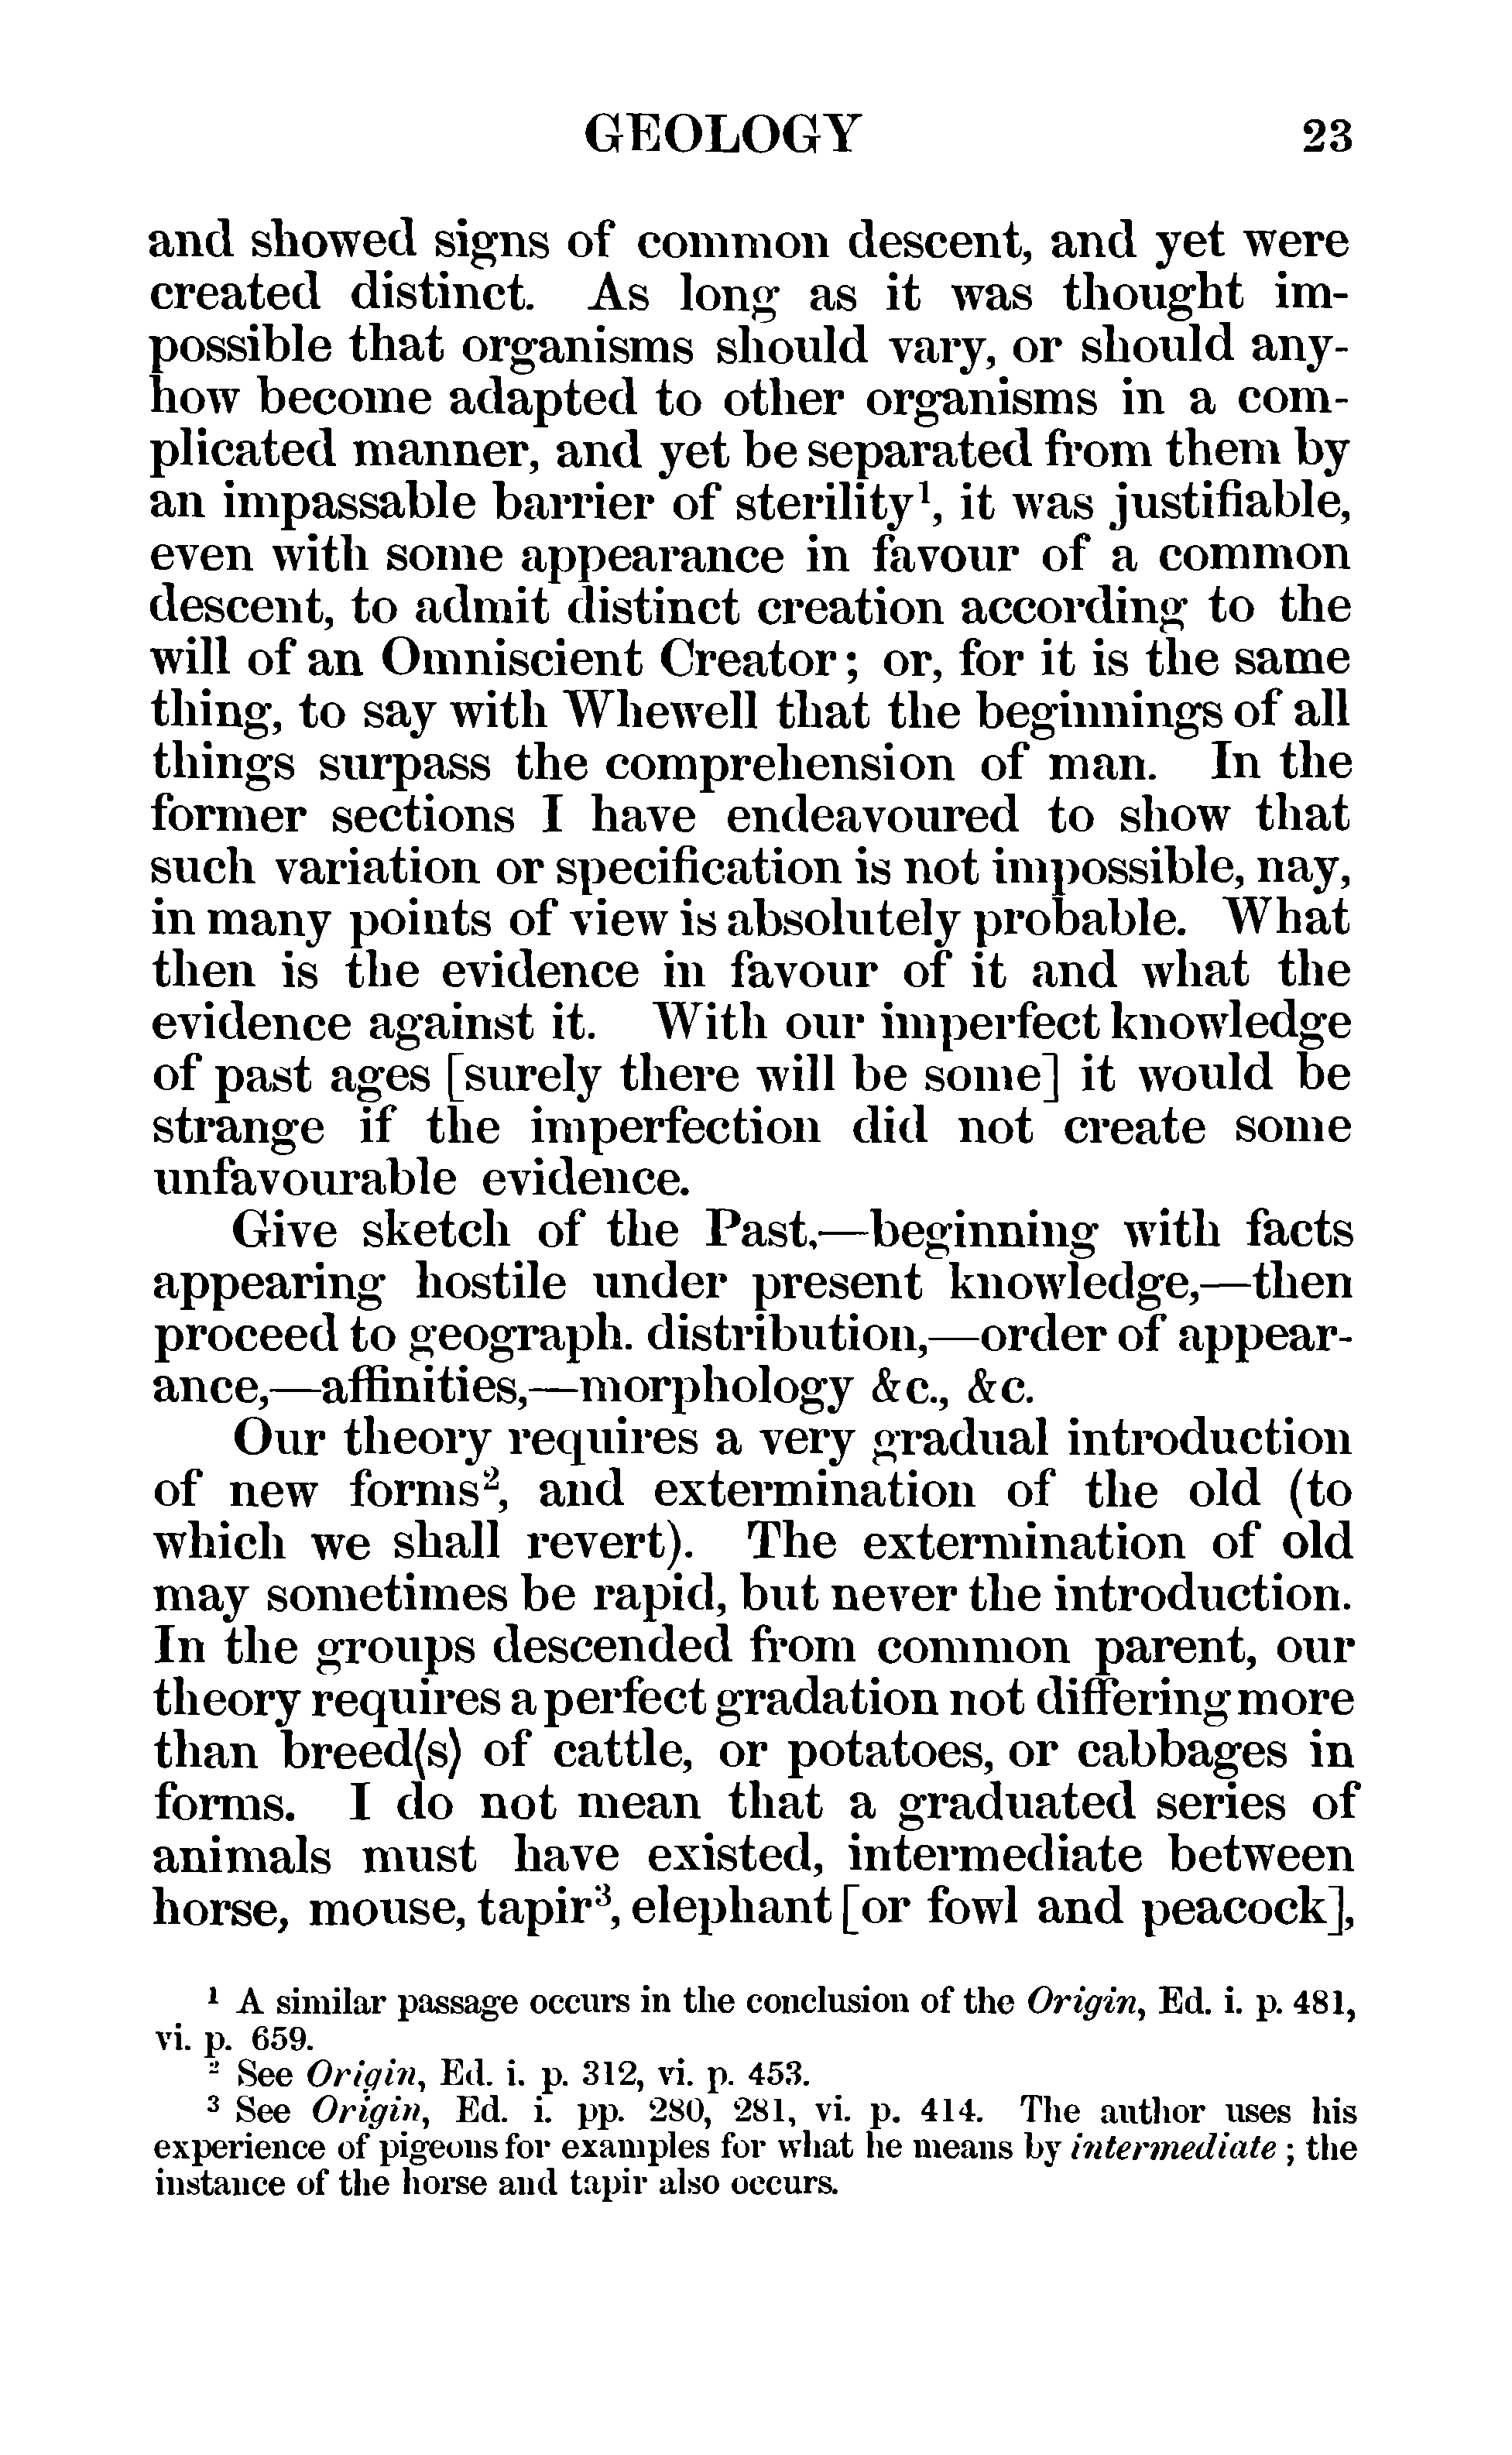 GEOLOGY 23
and showed signs of common descent, and yet were
created distinct. As long as it was thought im-
possible that organisms should vary, or should any-
how become adapted to other organisms in a com-
plicated manner, and yet be separated from them by
an impassable barrier of sterility¹, it was justifiable,
even with some appearance in favour of a common
descent, to admit distinct creation according to the
will of an Omniscient Creator; or, for it is the same
thing, to say with Whewell that the beginnings of all
things surpass the comprehension of man. In the
former sections I have endeavoured to show that
such variation or specification is not impossible, nay,
in many points of view is absolutely probable. What
then is the evidence in favour of it and what the
evidence against it. With our imperfect knowledge
of past ages [surely there will be some] it would be
strange if the imperfection did not create some
unfavourable evidence.
Give sketch of the Past,—beginning with facts
appearing hostile under present knowledge,—then
proceed to geograph. distribution,—order of appear-
ance,—affinities,—morphology &c., &c.
Our theory requires a very gradual introduction
of new forms², and extermination of the old (to
which we shall revert). The extermination of old
may sometimes be rapid, but never the introduction.
In the groups descended from common parent, our
theory requires a perfect gradation not differing more
than breed⟨s⟩ of cattle, or potatoes, or cabbages in
forms. I do not mean that a graduated series of
animals must have existed, intermediate between
horse, mouse, tapir³, elephant [or fowl and peacock],
¹ A similar passage occurs in the conclusion of the Origin, Ed. i. p. 481,
vi. p. 659.
² See Origin, Ed. i. p. 312, vi. p. 453.
³ See Origin, Ed. i. pp. 280, 281, vi. p. 414. The author uses his
experience of pigeons for examples for what he means by intermediate; the
instance of the horse and tapir also occurs.